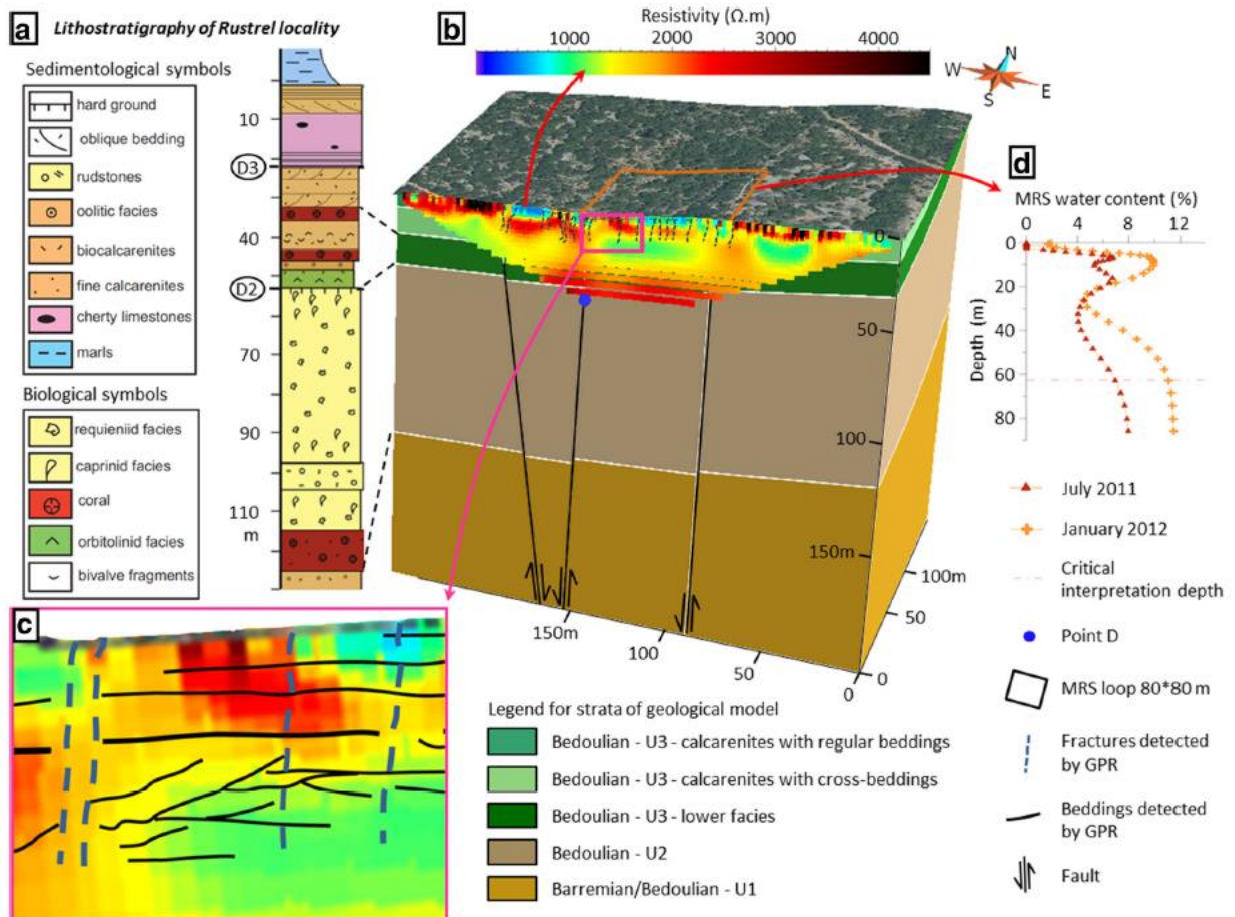 a
Lithostratigraphy of Rustrel locality
Sedimentological symbols
hard ground
oblique bedding
rudstones
oolitic facies
biocalcarenites
fine calcarenites
cherty limestones
marls
Biological symbols
requieniid facies
caprinid facies
coral
orbitolinid facies
bivalve fragments
10
D3
40
D2
70
90
110
m
b
Resistivity (Ω.m)
1000
2000
3000
4000
N
W
E
S
0
50
100
150m
100m
50
0
150m
100
50
0
c
Legend for strata of geological model
Bedoulian - U3 - calcarenites with regular beddings
Bedoulian - U3 - calcarenites with cross-beddings
Bedoulian - U3 - lower facies
Bedoulian - U2
Barremian/Bedoulian - U1
d
MRS water content (%)
0
4
8
12
0
20
40
60
80
Depth (m)
July 2011
January 2012
Critical
interpretation depth
Point D
MRS loop 80*80 m
Fractures detected
by GPR
Beddings detected
by GPR
Fault